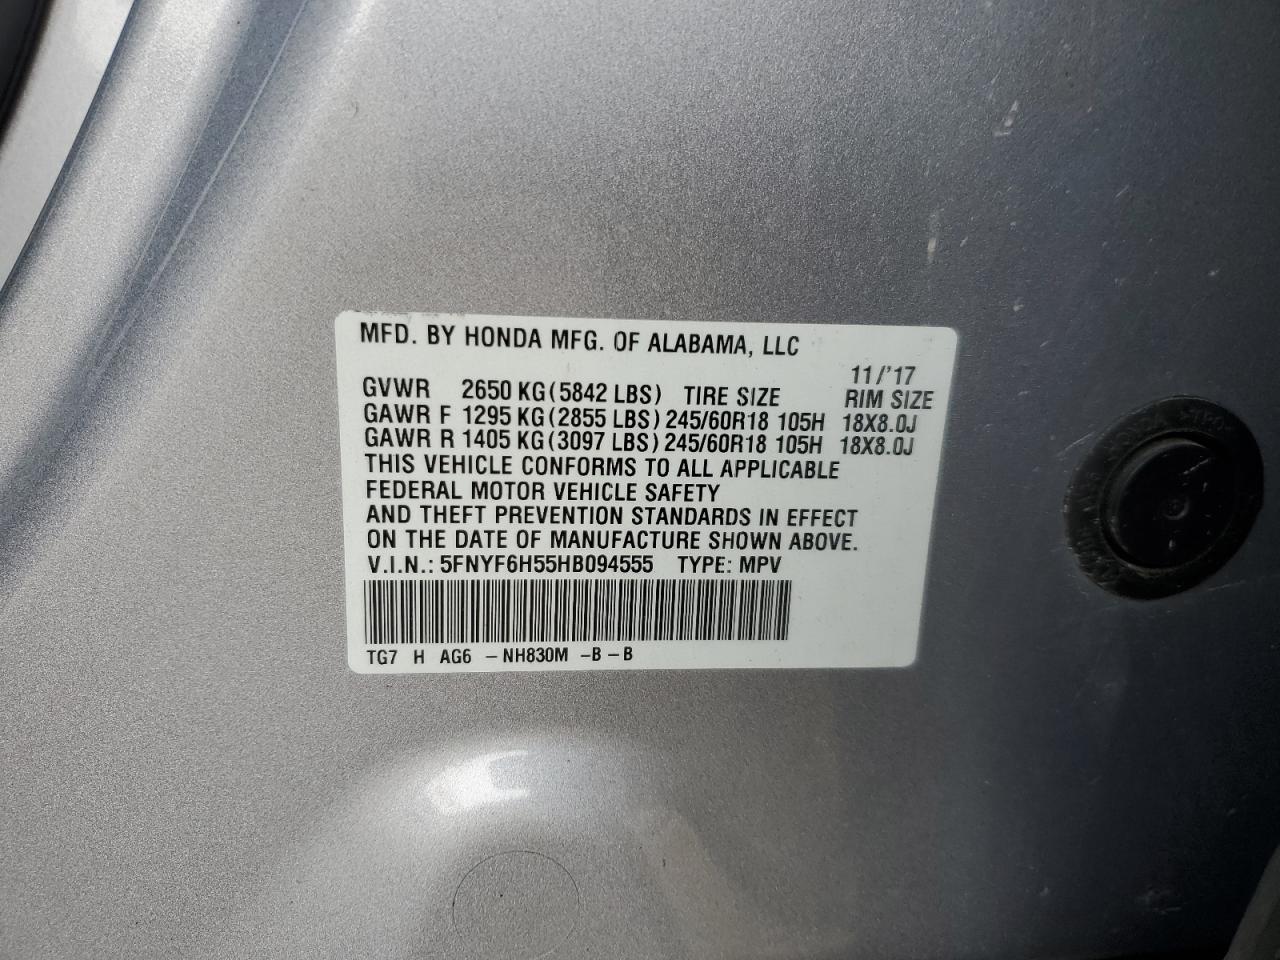 MFD. BY HONDA MFG. OF ALABAMA, LLC
11/'17
GVWR 2650 KG (5842 LBS) TIRE SIZE RIM SIZE
GAWR F 1295 KG (2855 LBS) 245/60R18 105H 18X8.0J
GAWR R 1405 KG (3097 LBS) 245/60R18 105H 18X8.0J
THIS VEHICLE CONFORMS TO ALL APPLICABLE
FEDERAL MOTOR VEHICLE SAFETY
AND THEFT PREVENTION STANDARDS IN EFFECT
ON THE DATE OF MANUFACTURE SHOWN ABOVE.
V.I.N.: 5FNYF6H55HB094555 TYPE: MPV
TG7 H AG6 -NH830M -B-B